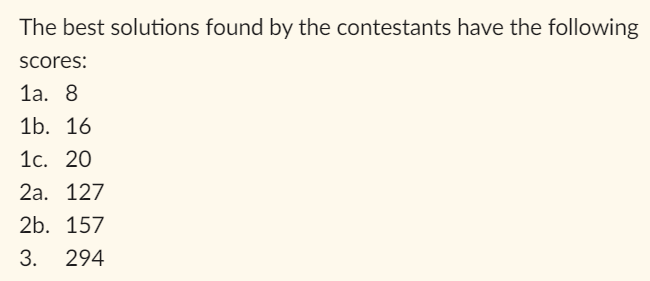 The best solutions found by the contestants have the following
scores:
1a. 8
1b. 16
1c. 20
2a. 127
2b. 157
3. 294